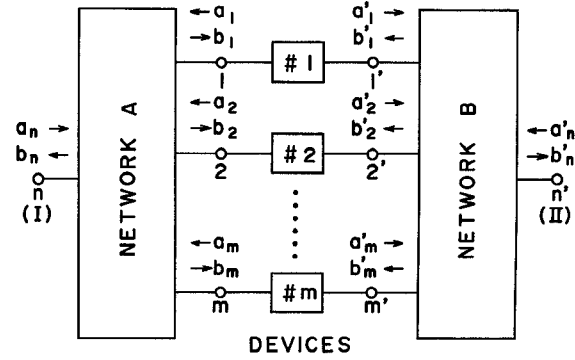 a₁ a'₁
b₁ b'₁
#1
1 1'
a₂ a'₂
b₂ b'₂
#2
2 2'
aₙ
bₙ
n
(I)
NETWORK A
NETWORK B
a'ₙ
b'ₙ
n'
(II)
aₘ a'ₘ
bₘ b'ₘ
#m
m m'
DEVICES